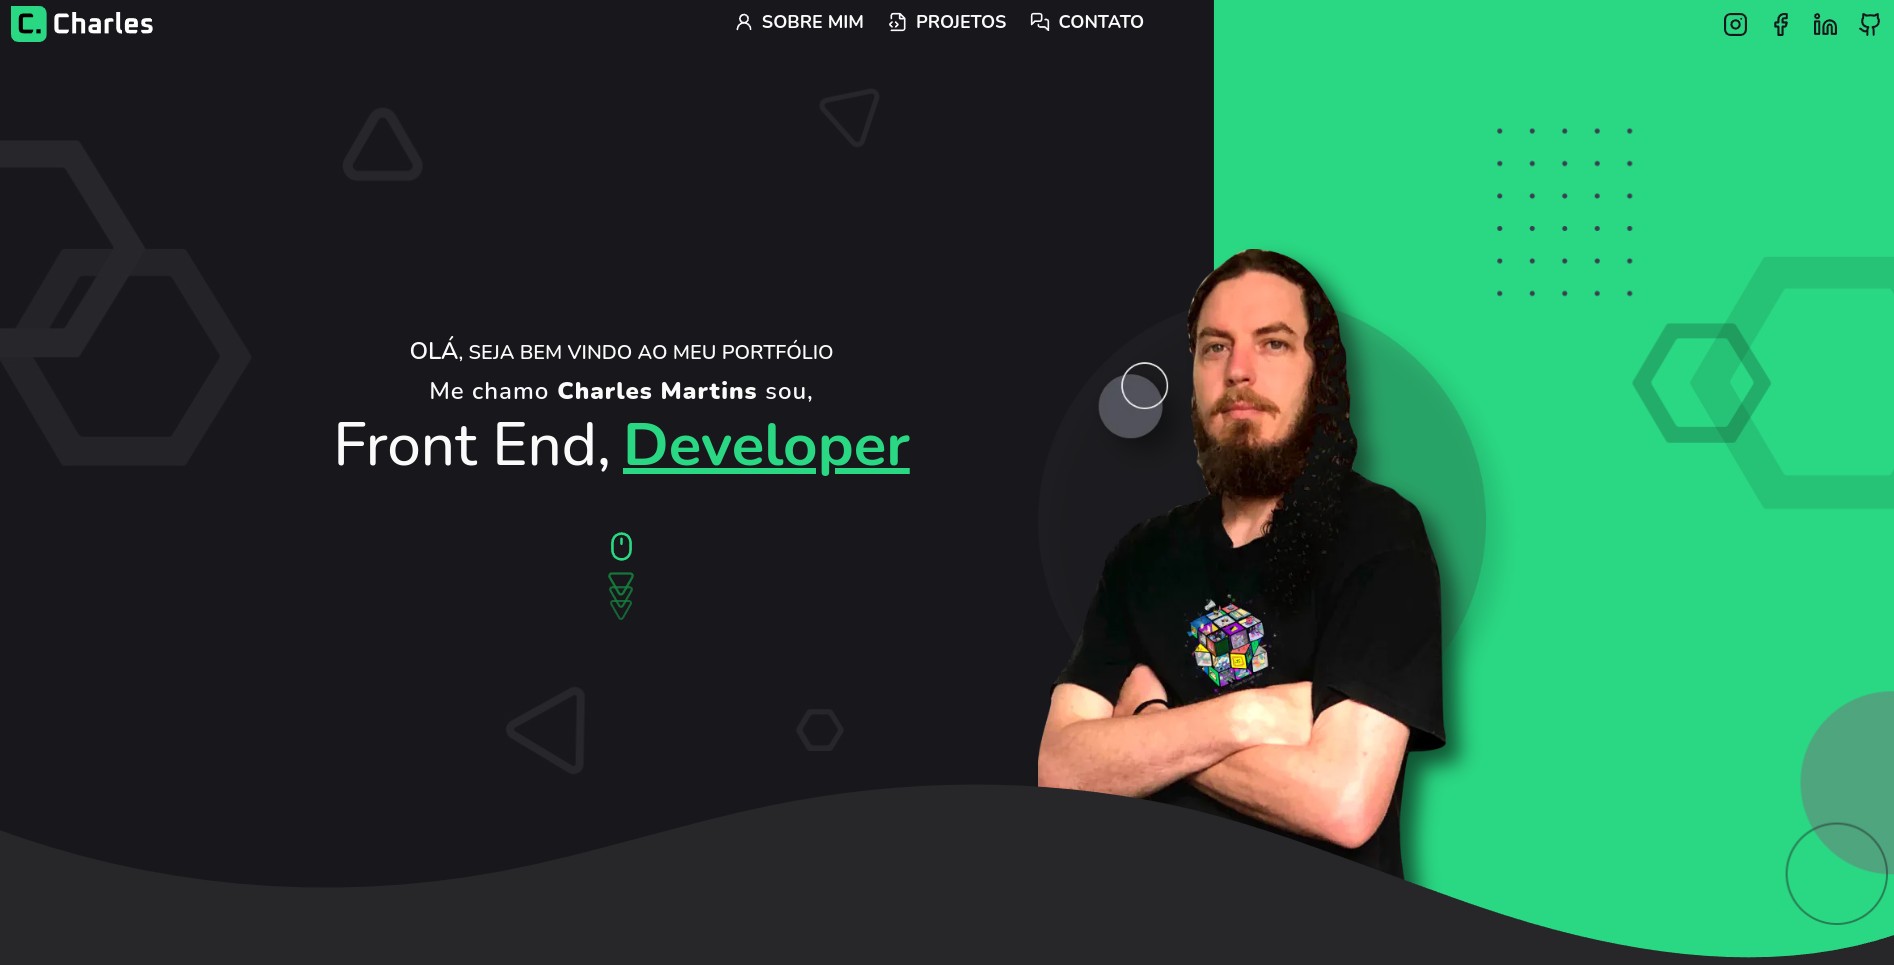 C. Charles
SOBRE MIM
PROJETOS
CONTATO
OLÁ, SEJA BEM VINDO AO MEU PORTFÓLIO
Me chamo Charles Martins sou,
Front End, Developer